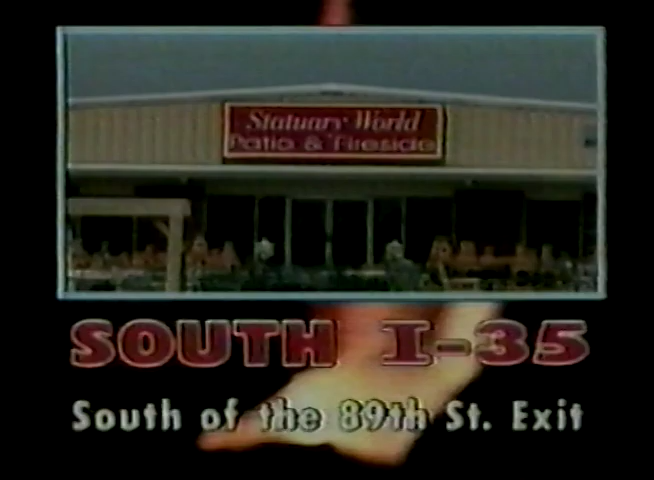 Statuary World
Patio & Fireside
SOUTH I-35
South of the 89th St. Exit